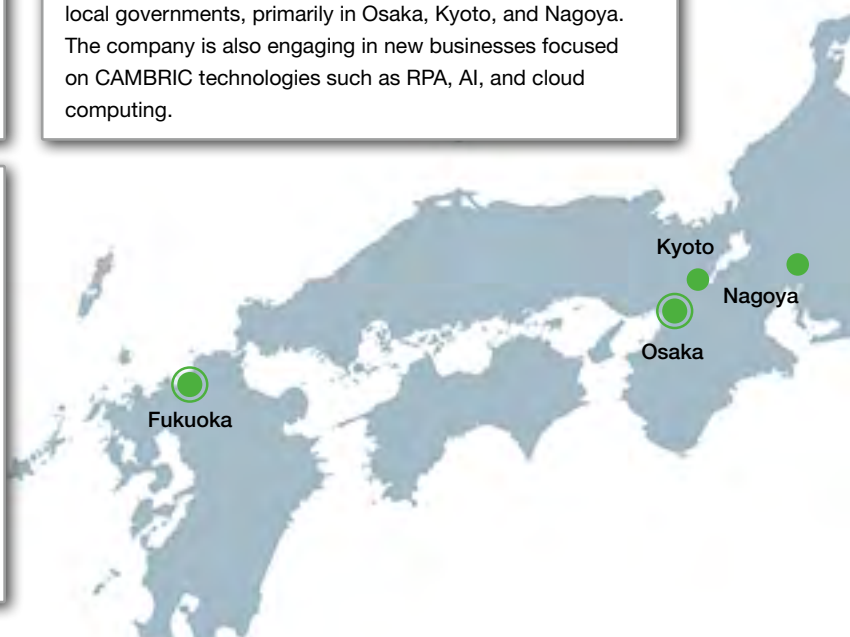 local governments, primarily in Osaka, Kyoto, and Nagoya.
The company is also engaging in new businesses focused
on CAMBRIC technologies such as RPA, AI, and cloud
computing.
Kyoto
Nagoya
Osaka
Fukuoka